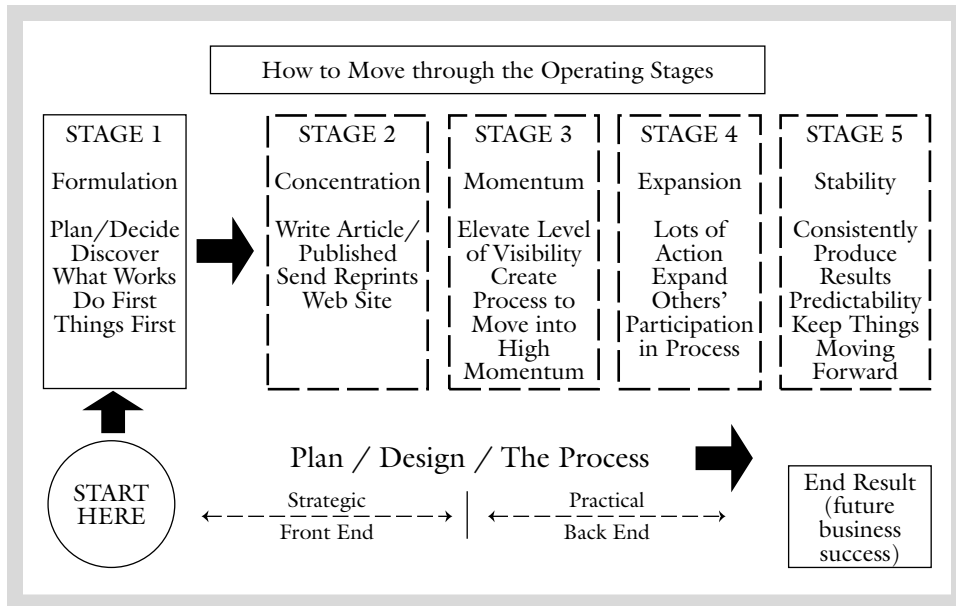 How to Move through the Operating Stages
STAGE 1
Formulation
Plan/Decide
Discover
What Works
Do First
Things First
STAGE 2
Concentration
Write Article/
Published
Send Reprints
Web Site
STAGE 3
Momentum
Elevate Level
of Visibility
Create
Process to
Move into
High
Momentum
STAGE 4
Expansion
Lots of
Action
Expand
Others’
Participation
in Process
STAGE 5
Stability
Consistently
Produce
Results
Predictability
Keep Things
Moving
Forward
START
HERE
Plan / Design / The Process
Strategic
Front End
Practical
Back End
End Result
(future
business
success)